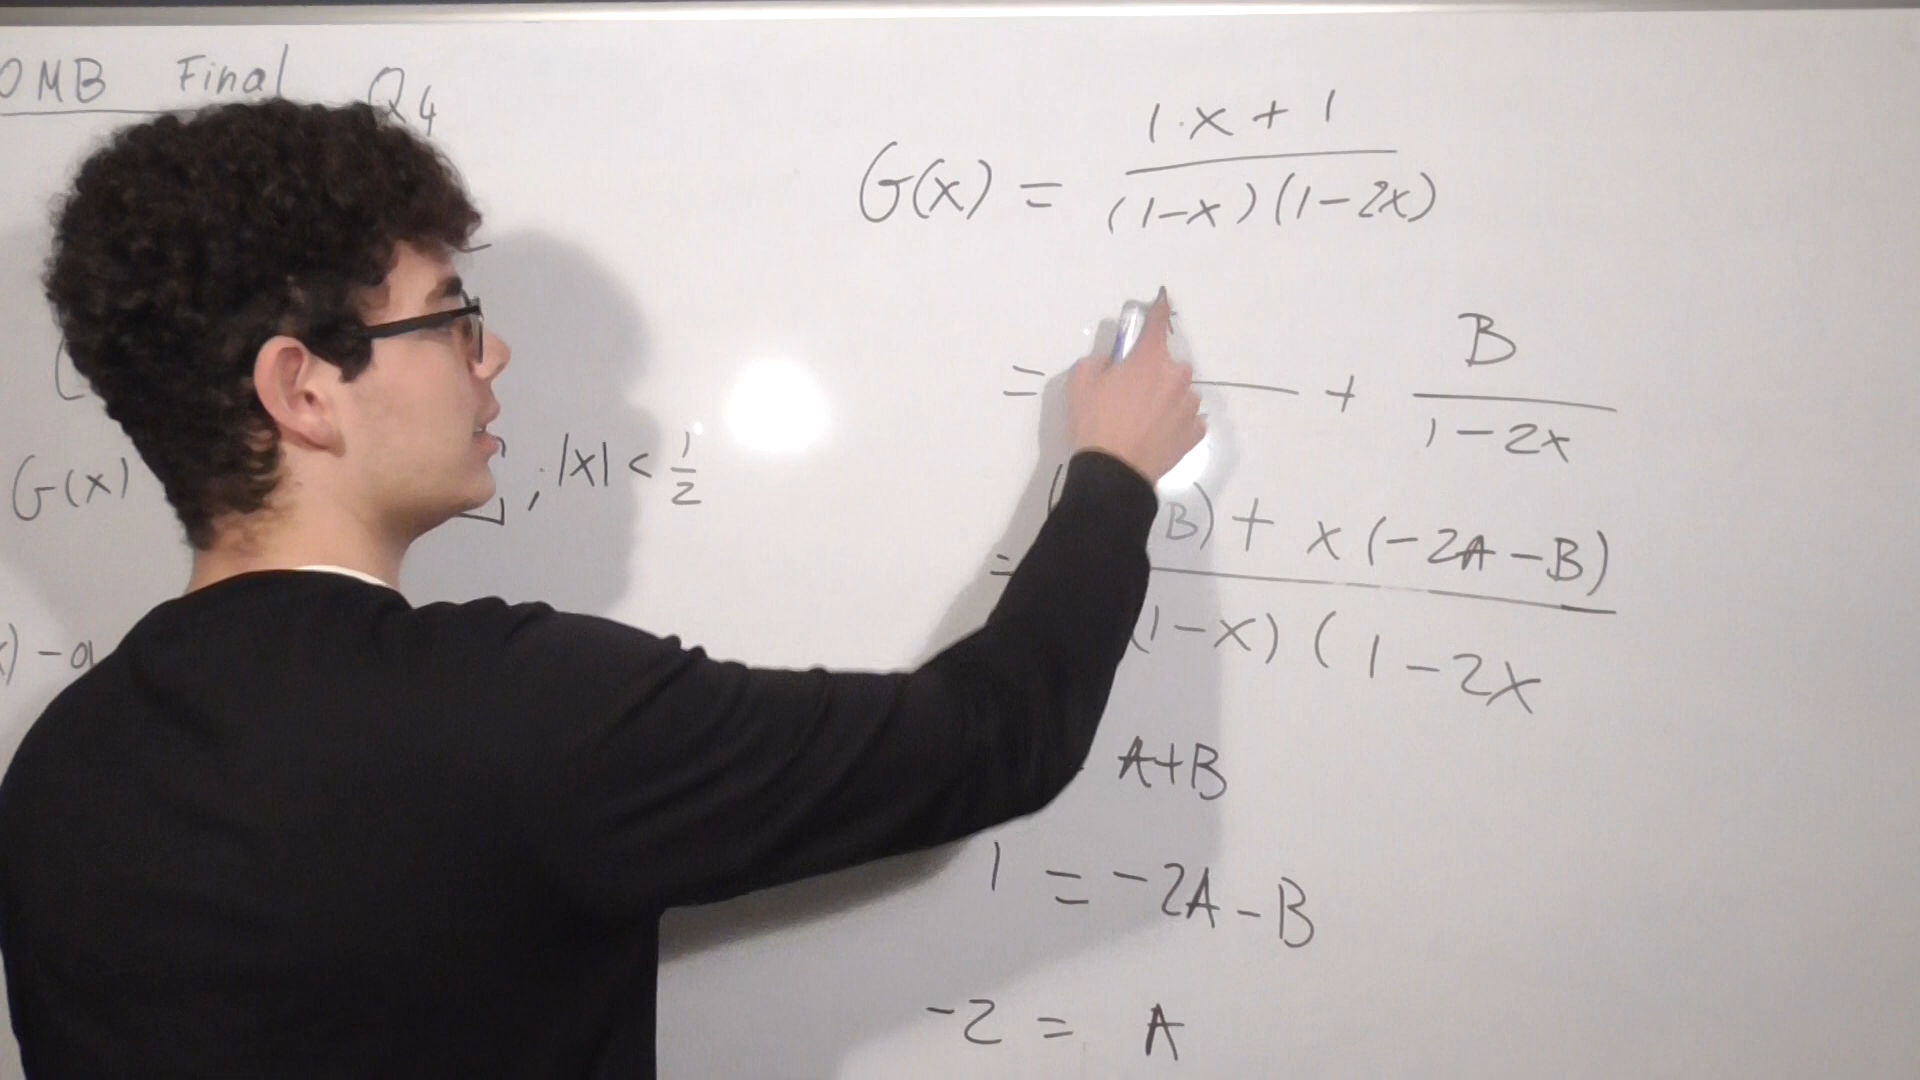 OMB Final Q4
G(x) , |x| < 1/2
) - a
G(x) = 1·x + 1
(1-x)(1-2x)
= + B
1-2x
= ( B) + x(-2A-B)
(1-x)(1-2x
A+B
1 = -2A-B
-2 = A